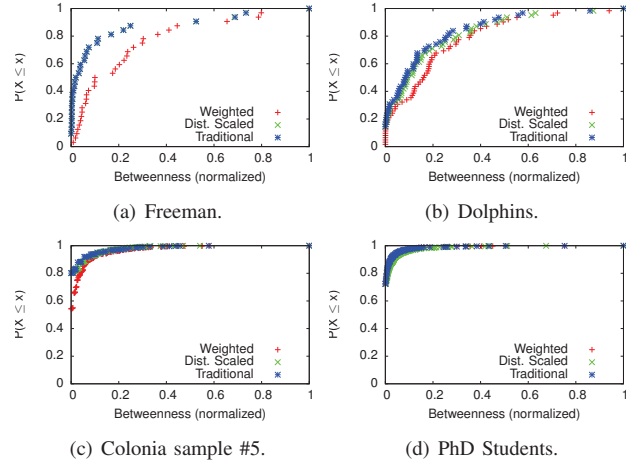 1
0.8
0.6
0.4
0.2
0
P(X ≤ x)
Weighted
Dist. Scaled
Traditional
0 0.2 0.4 0.6 0.8 1
Betweenness (normalized)
(a) Freeman.
1
0.8
0.6
0.4
0.2
0
P(X ≤ x)
Weighted
Dist. Scaled
Traditional
0 0.2 0.4 0.6 0.8 1
Betweenness (normalized)
(b) Dolphins.
1
0.8
0.6
0.4
0.2
0
P(X ≤ x)
Weighted
Dist. Scaled
Traditional
0 0.2 0.4 0.6 0.8 1
Betweenness (normalized)
(c) Colonia sample #5.
1
0.8
0.6
0.4
0.2
0
P(X ≤ x)
Weighted
Dist. Scaled
Traditional
0 0.2 0.4 0.6 0.8 1
Betweenness (normalized)
(d) PhD Students.